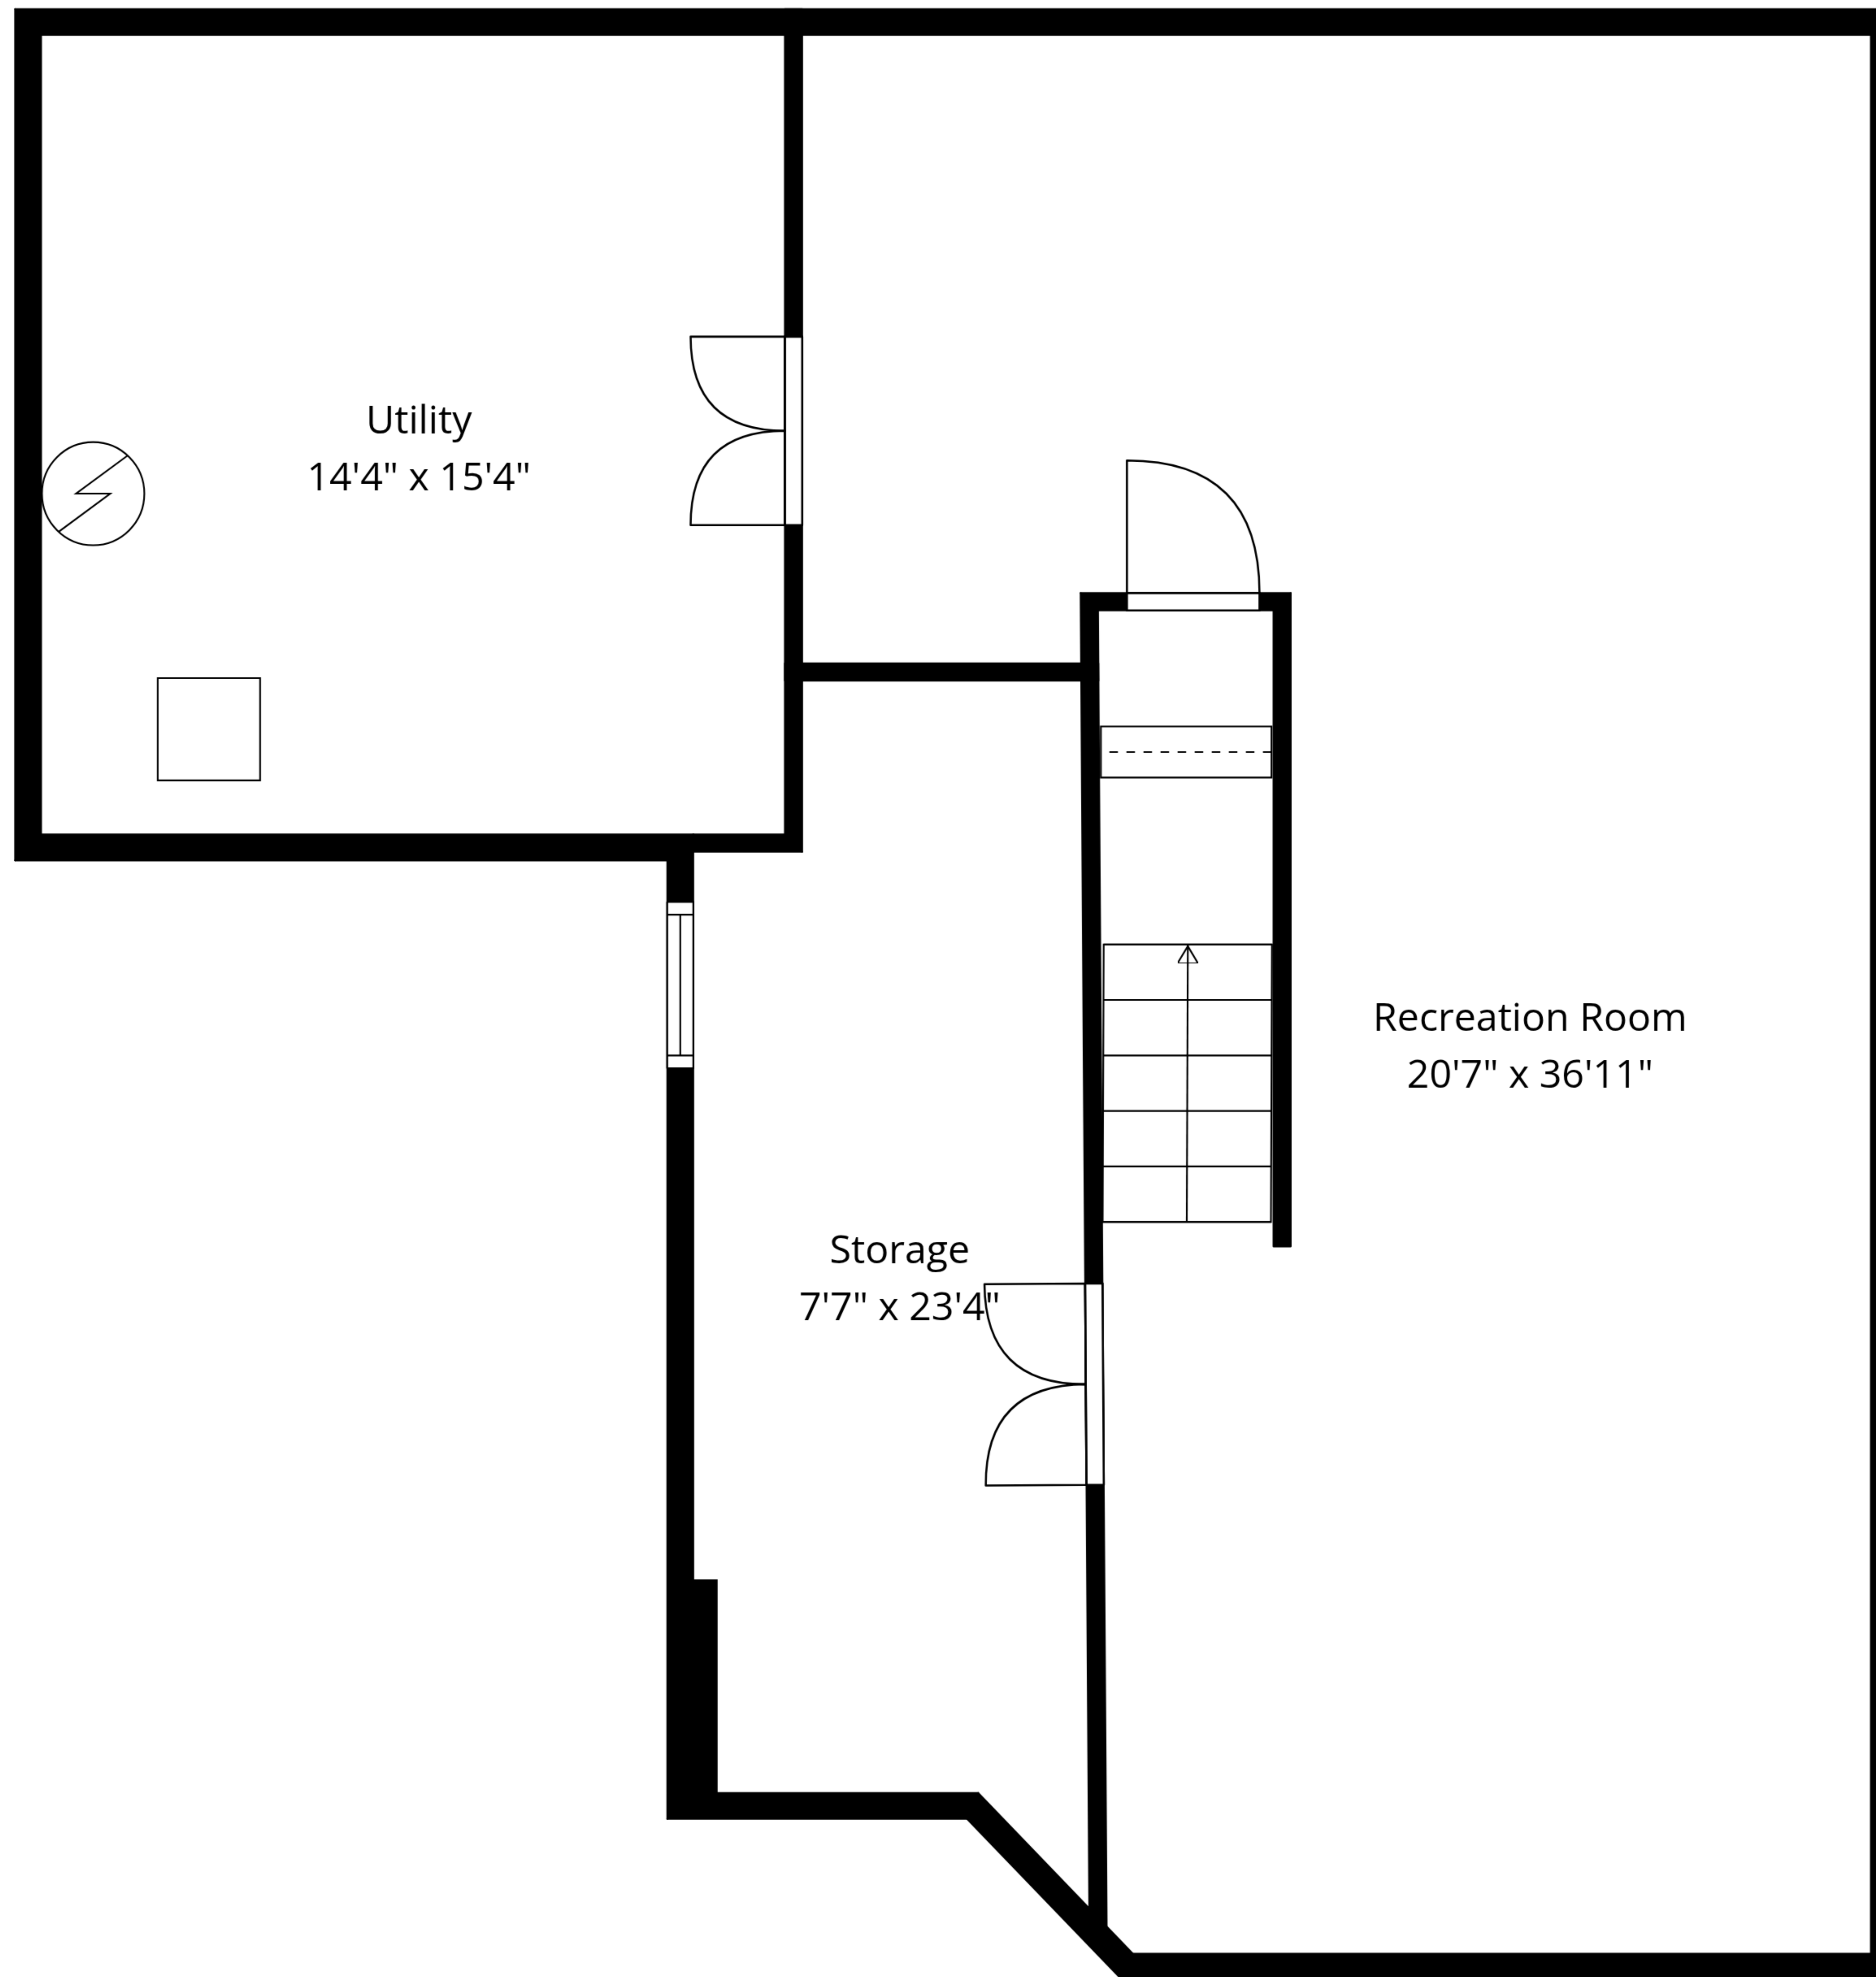 Utility
14'4" x 15'4"
Recreation Room
20'7" x 36'11"
Storage
7'7" x 23'4"